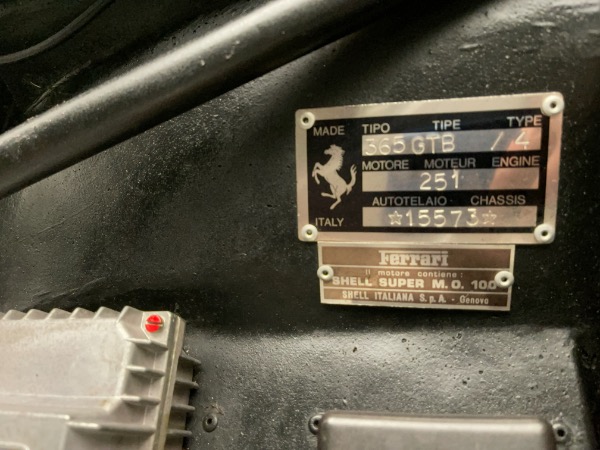 MADE TIPO TIPE TYPE
365 GTB / 4
MOTORE MOTEUR ENGINE
251
AUTOTELAIO CHASSIS
ITALY ☆15573☆
Ferrari
Il motore contiene:
SHELL SUPER M. O. 100
SHELL ITALIANA S.p.A. - Genova